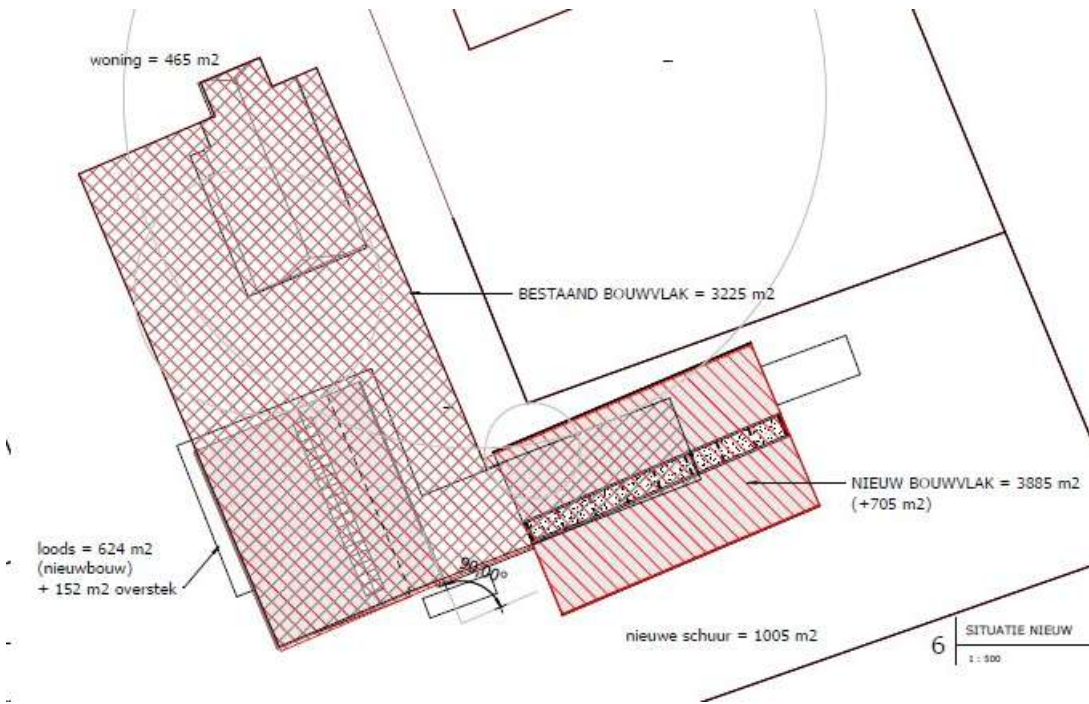 woning = 465 m2
BESTAAND BOUWVLAK = 3225 m2
NIEUW BOUWVLAK = 3885 m2
(+705 m2)
loods = 624 m2
(nieuwbouw)
+ 152 m2 overstek
90.00°
nieuwe schuur = 1005 m2
6
SITUATIE NIEUW
1 : 500